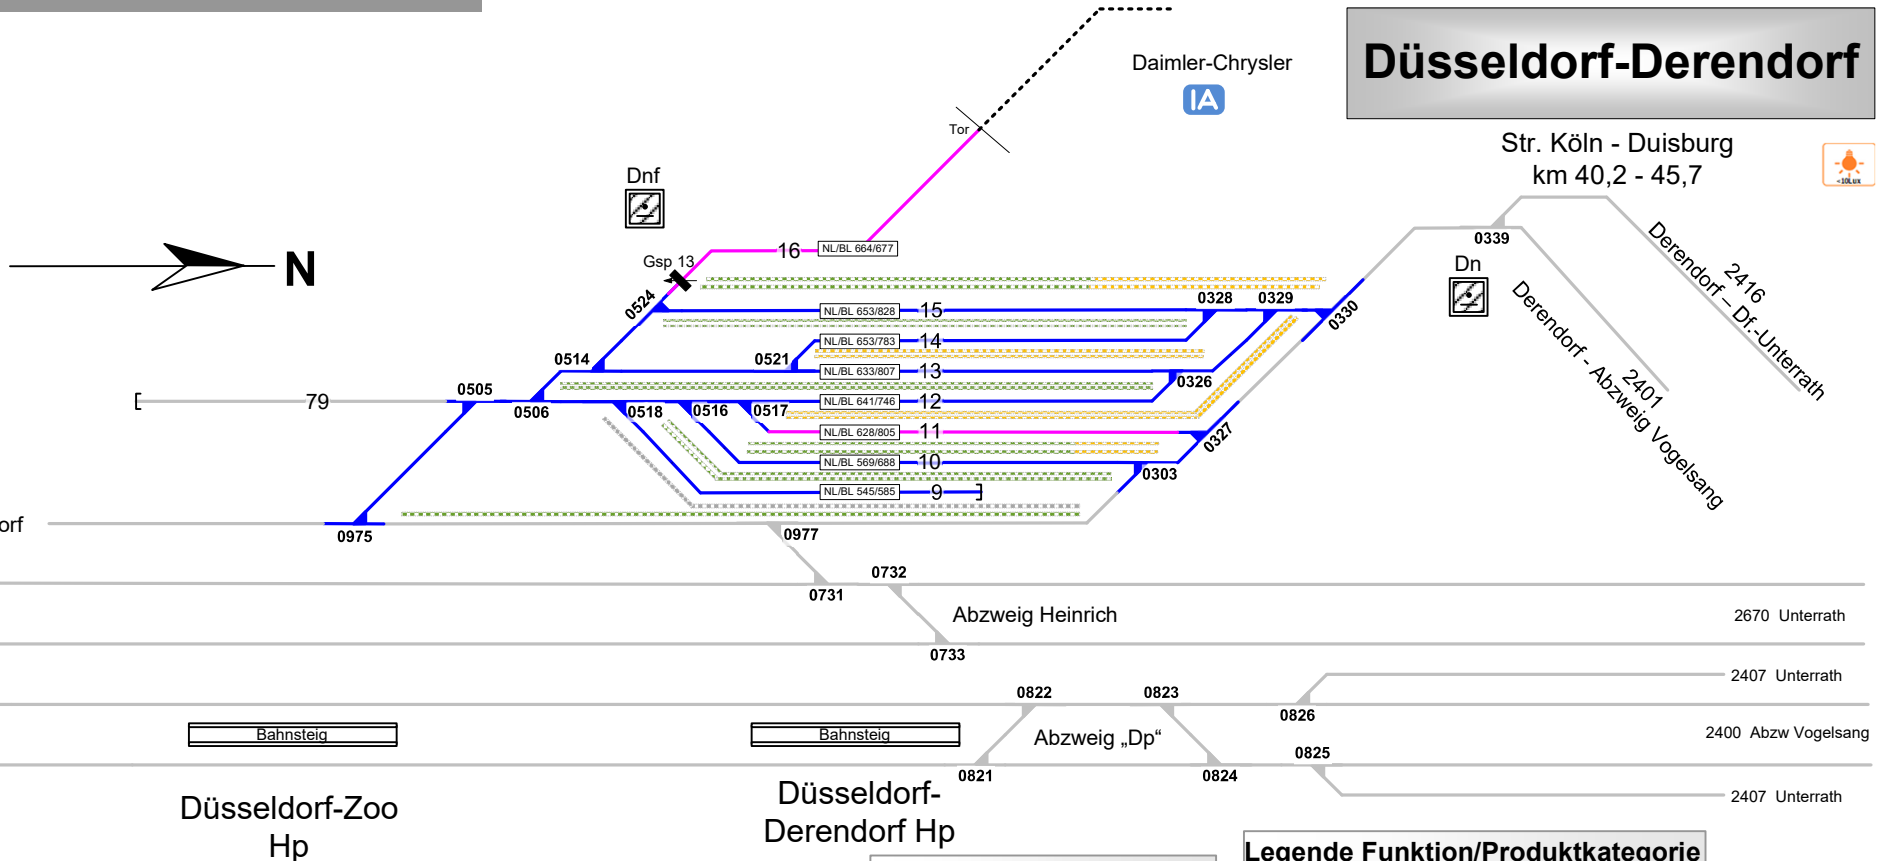 Düsseldorf-Derendorf
Daimler-Chrysler
IA
Tor
Str. Köln - Duisburg
km 40,2 - 45,7
<10Lux
Dnf
N
Gsp 13
16
NL/BL 664/677
0524
0339
Dn
2416
Derendorf – Df.-Unterrath
2401
Derendorf - Abzweig Vogelsang
0328
0329
0330
NL/BL 653/828
15
NL/BL 653/783
14
0514
0521
NL/BL 633/807
13
0326
0505
79
0506
NL/BL 641/746
12
0518
0516
0517
NL/BL 628/805
11
0327
NL/BL 569/688
10
0303
NL/BL 545/585
9
orf
0975
0977
0732
0731
Abzweig Heinrich
2670 Unterrath
0733
2407 Unterrath
0822
0823
0826
Bahnsteig
Bahnsteig
Abzweig „Dp“
2400 Abzw Vogelsang
0825
0821
0824
2407 Unterrath
Düsseldorf-Zoo
Hp
Düsseldorf-
Derendorf Hp
Legende Funktion/Produktkategorie